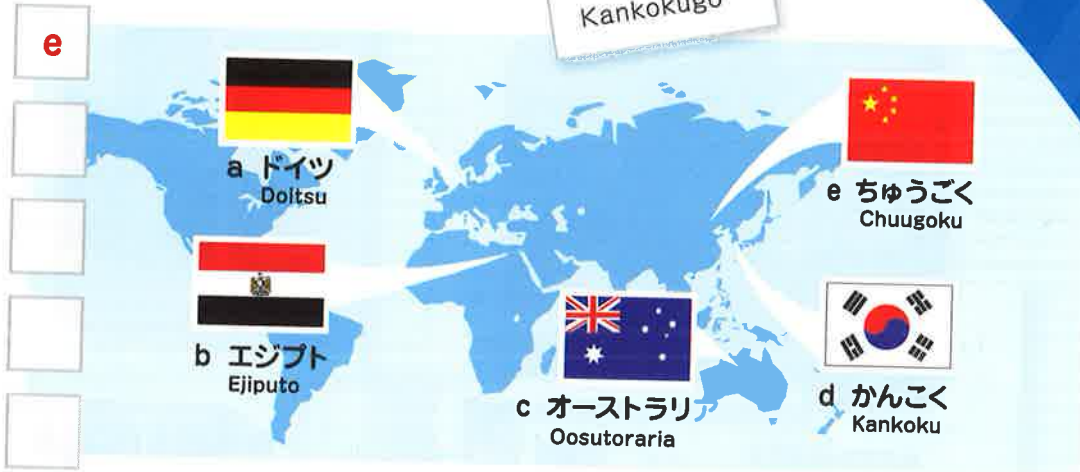 Kankokugo
e
a ドイツ
Doitsu
e ちゅうごく
Chuugoku
b エジプト
Ejiputo
c オーストラリア
Oosutoraria
d かんこく
Kankoku